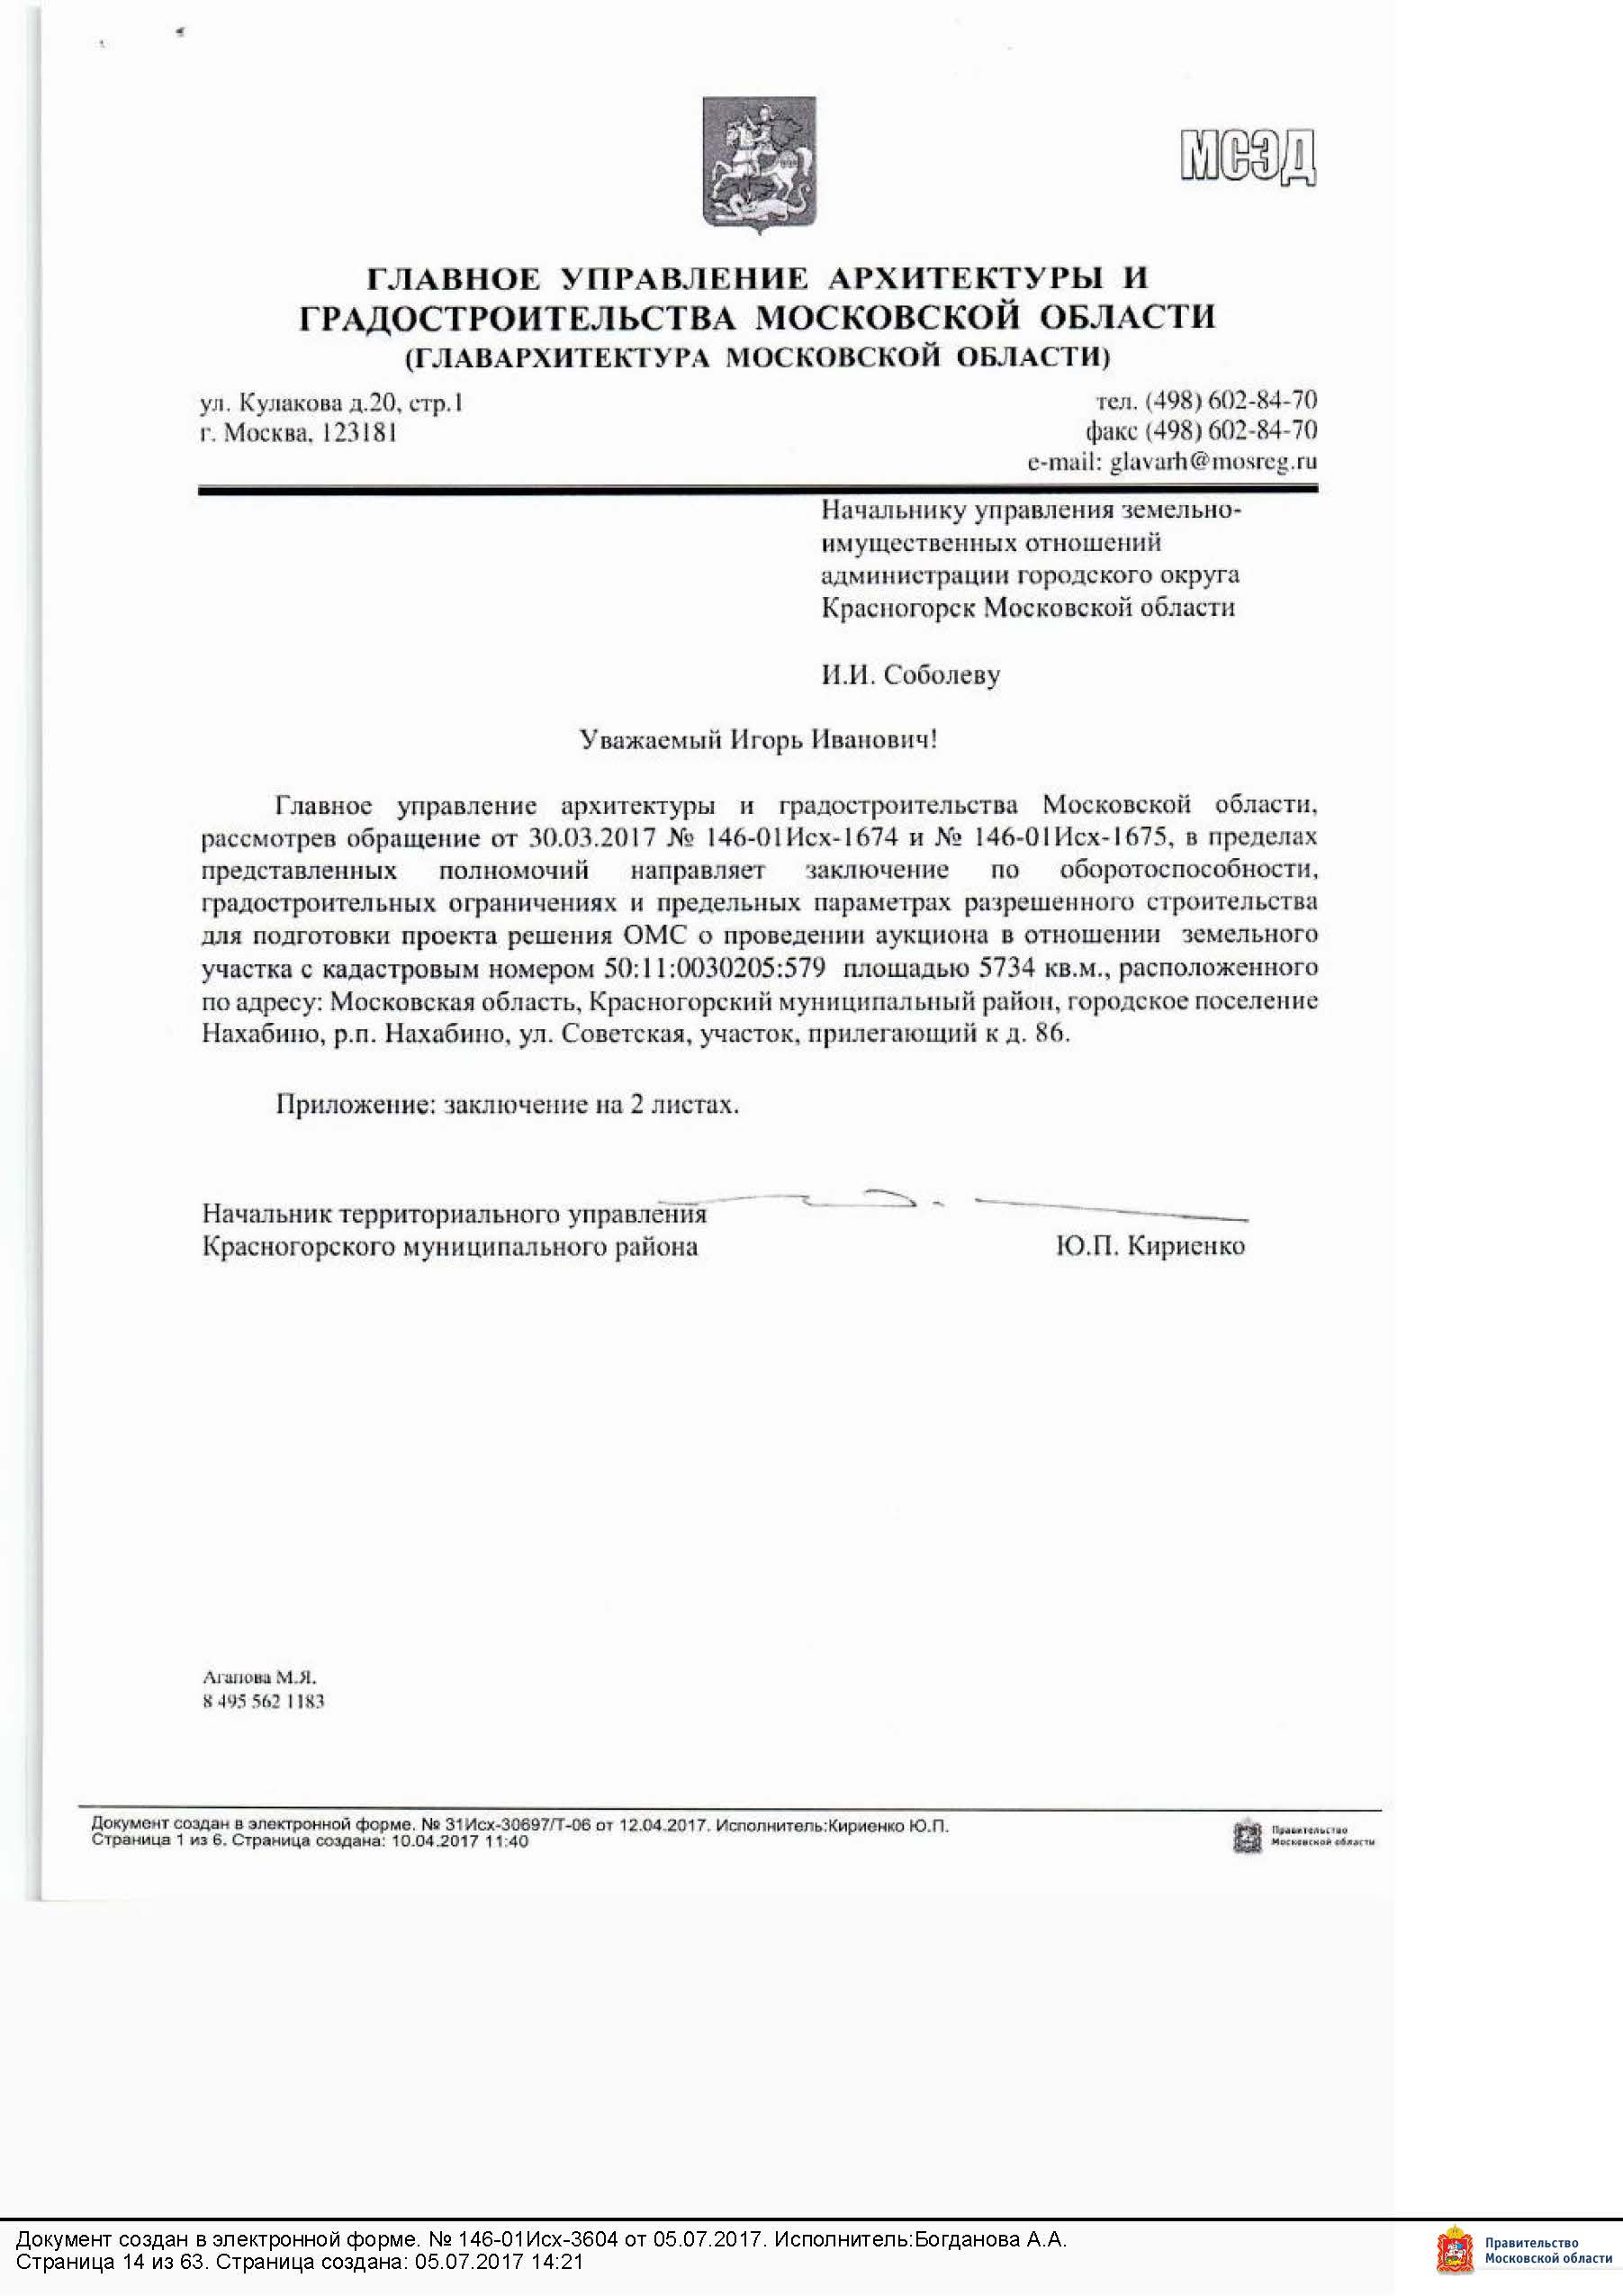 МСЭД
ГЛАВНОЕ УПРАВЛЕНИЕ АРХИТЕКТУРЫ И
ГРАДОСТРОИТЕЛЬСТВА МОСКОВСКОЙ ОБЛАСТИ
(ГЛАВАРХИТЕКТУРА МОСКОВСКОЙ ОБЛАСТИ)
ул. Кулакова д.20, стр.1
г. Москва, 123181
тел. (498) 602-84-70
факс (498) 602-84-70
e-mail: glavarh@mosreg.ru
Начальнику управления земельно-
имущественных отношений
администрации городского округа
Красногорск Московской области
И.И. Соболеву
Уважаемый Игорь Иванович!
Главное управление архитектуры и градостроительства Московской области,
рассмотрев обращение от 30.03.2017 № 146-01Исх-1674 и № 146-01Исх-1675, в пределах
представленных полномочий направляет заключение по оборотоспособности,
градостроительных ограничениях и предельных параметрах разрешенного строительства
для подготовки проекта решения ОМС о проведении аукциона в отношении земельного
участка с кадастровым номером 50:11:0030205:579 площадью 5734 кв.м., расположенного
по адресу: Московская область, Красногорский муниципальный район, городское поселение
Нахабино, р.п. Нахабино, ул. Советская, участок, прилегающий к д. 86.
Приложение: заключение на 2 листах.
Начальник территориального управления
Красногорского муниципального района
Ю.П. Кириенко
Агапова М.Я.
8 495 562 1183
Документ создан в электронной форме. № 31Исх-30697/Т-06 от 12.04.2017. Исполнитель:Кириенко Ю.П.
Страница 1 из 6. Страница создана: 10.04.2017 11:40
Правительство
Московской области
Документ создан в электронной форме. № 146-01Исх-3604 от 05.07.2017. Исполнитель:Богданова А.А.
Страница 14 из 63. Страница создана: 05.07.2017 14:21
Правительство
Московской области